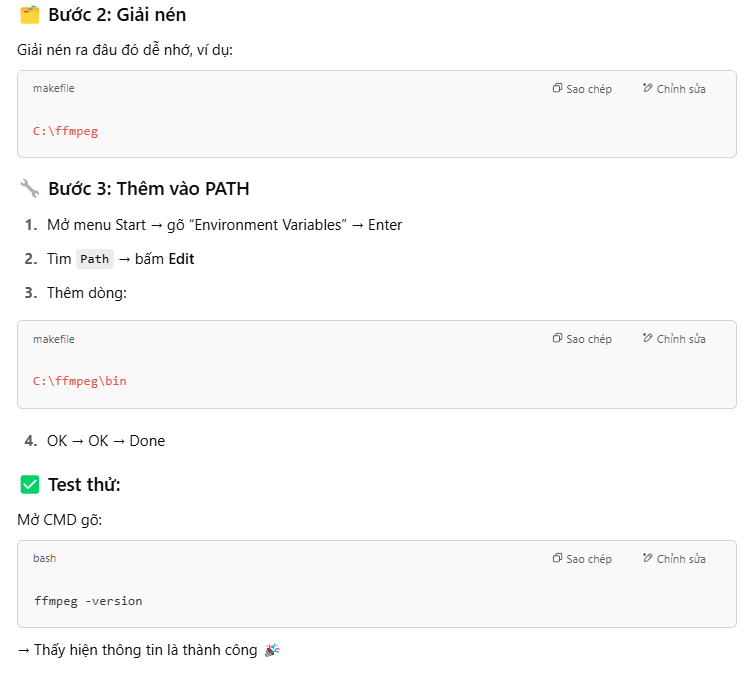 🗂️ Bước 2: Giải nén
Giải nén ra đâu đó dễ nhớ, ví dụ:
makefile Sao chép Chỉnh sửa
C:\ffmpeg
🔧 Bước 3: Thêm vào PATH
1. Mở menu Start → gõ “Environment Variables” → Enter
2. Tìm Path → bấm Edit
3. Thêm dòng:
makefile Sao chép Chỉnh sửa
C:\ffmpeg\bin
4. OK → OK → Done
✅ Test thử:
Mở CMD gõ:
bash Sao chép Chỉnh sửa
ffmpeg -version
→ Thấy hiện thông tin là thành công 🎉